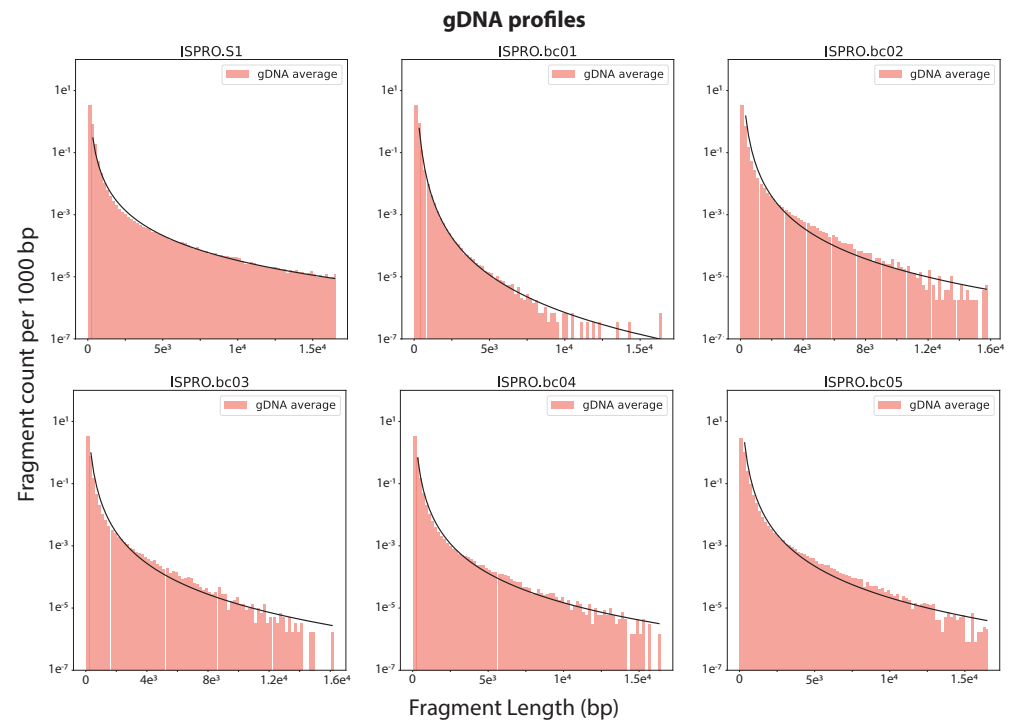 gDNA profiles
ISPRO.S1
gDNA average
1e¹
1e⁻¹
1e⁻³
1e⁻⁵
1e⁻⁷
0
5e³
1e⁴
1.5e⁴
ISPRO.bc01
gDNA average
1e¹
1e⁻¹
1e⁻³
1e⁻⁵
1e⁻⁷
0
5e³
1e⁴
1.5e⁴
ISPRO.bc02
gDNA average
1e¹
1e⁻¹
1e⁻³
1e⁻⁵
1e⁻⁷
0
4e³
8e³
1.2e⁴
1.6e⁴
Fragment count per 1000 bp
ISPRO.bc03
gDNA average
1e¹
1e⁻¹
1e⁻³
1e⁻⁵
1e⁻⁷
0
4e³
8e³
1.2e⁴
1.6e⁴
ISPRO.bc04
gDNA average
1e¹
1e⁻¹
1e⁻³
1e⁻⁵
1e⁻⁷
0
5e³
1e⁴
1.5e⁴
ISPRO.bc05
gDNA average
1e¹
1e⁻¹
1e⁻³
1e⁻⁵
1e⁻⁷
0
5e³
1e⁴
1.5e⁴
Fragment Length (bp)